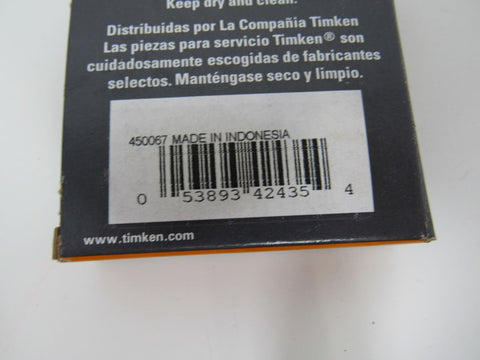 Keep dry and clean.
Distribuidas por La Compañia Timken
Las piezas para servicio Timken® son
cuidadosamente escogidas de fabricantes
selectos. Manténgase seco y limpio.
450067 MADE IN INDONESIA
0 53893 42435 4
www.timken.com